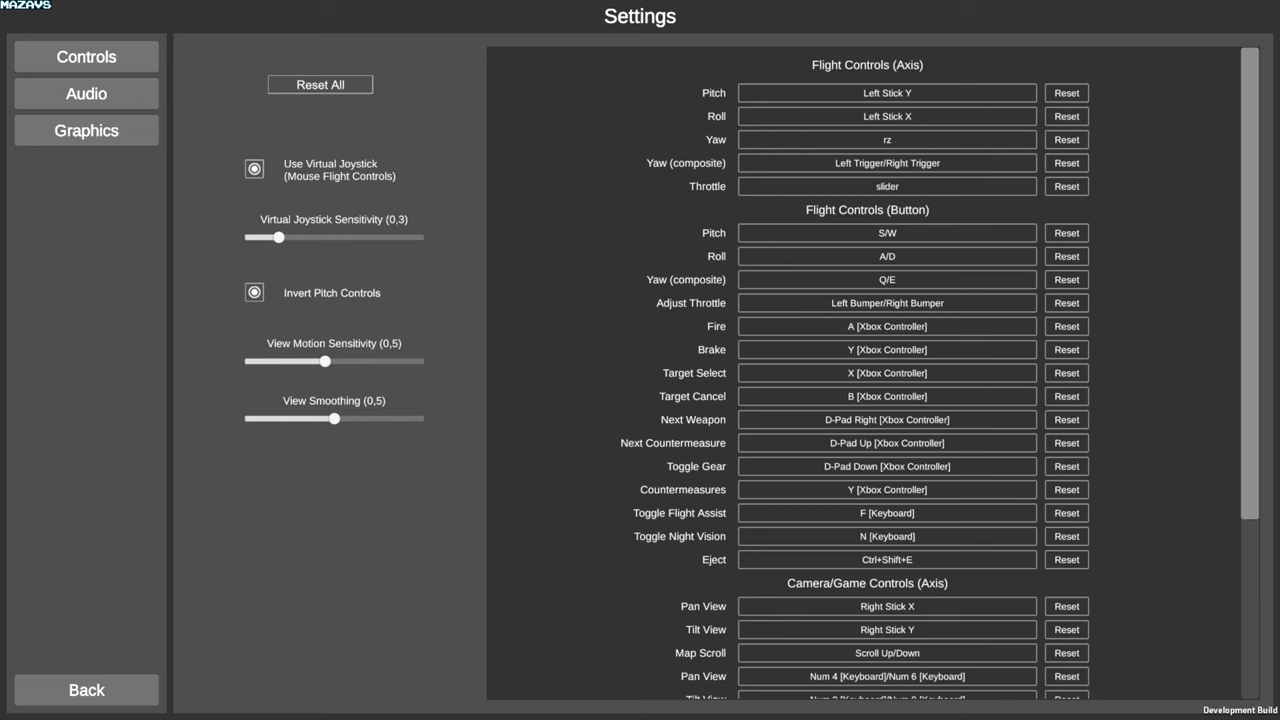 MAZAVS
Settings
Controls
Audio
Graphics
Back
Reset All
Use Virtual Joystick
(Mouse Flight Controls)
Virtual Joystick Sensitivity (0,3)
Invert Pitch Controls
View Motion Sensitivity (0,5)
View Smoothing (0,5)
Flight Controls (Axis)
Pitch Left Stick Y Reset
Roll Left Stick X Reset
Yaw rz Reset
Yaw (composite) Left Trigger/Right Trigger Reset
Throttle slider Reset
Flight Controls (Button)
Pitch S/W Reset
Roll A/D Reset
Yaw (composite) Q/E Reset
Adjust Throttle Left Bumper/Right Bumper Reset
Fire A [Xbox Controller] Reset
Brake Y [Xbox Controller] Reset
Target Select X [Xbox Controller] Reset
Target Cancel B [Xbox Controller] Reset
Next Weapon D-Pad Right [Xbox Controller] Reset
Next Countermeasure D-Pad Up [Xbox Controller] Reset
Toggle Gear D-Pad Down [Xbox Controller] Reset
Countermeasures Y [Xbox Controller] Reset
Toggle Flight Assist F [Keyboard] Reset
Toggle Night Vision N [Keyboard] Reset
Eject Ctrl+Shift+E Reset
Camera/Game Controls (Axis)
Pan View Right Stick X Reset
Tilt View Right Stick Y Reset
Map Scroll Scroll Up/Down Reset
Pan View Num 4 [Keyboard]/Num 6 [Keyboard] Reset
Development Build